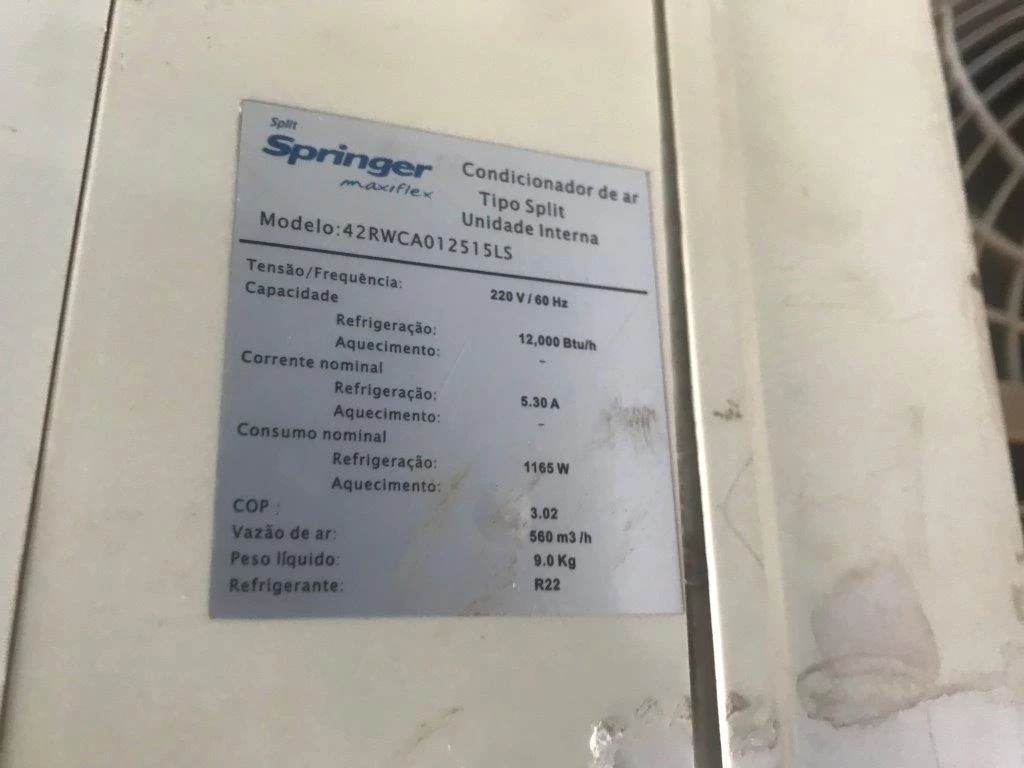 Split
Springer
maxiflex
Condicionador de ar
Tipo Split
Unidade Interna
Modelo:42RWCA012515LS
Tensão/Frequência: 220 V / 60 Hz
Capacidade
Refrigeração: 12,000 Btu/h
Aquecimento: –
Corrente nominal
Refrigeração: 5.30 A
Aquecimento: –
Consumo nominal
Refrigeração: 1165 W
Aquecimento:
COP : 3.02
Vazão de ar: 560 m3 /h
Peso líquido: 9.0 Kg
Refrigerante: R22